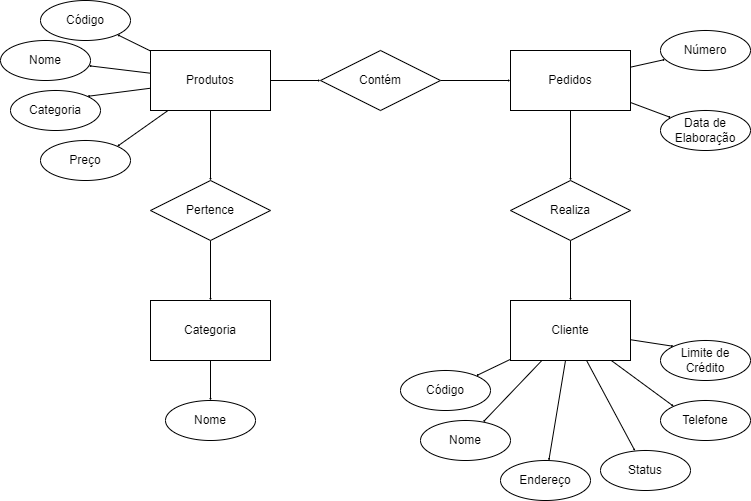 Código
Nome
Categoria
Preço
Produtos
Contém
Pedidos
Número
Data de
Elaboração
Pertence
Realiza
Categoria
Cliente
Nome
Código
Nome
Endereço
Status
Telefone
Limite de
Crédito